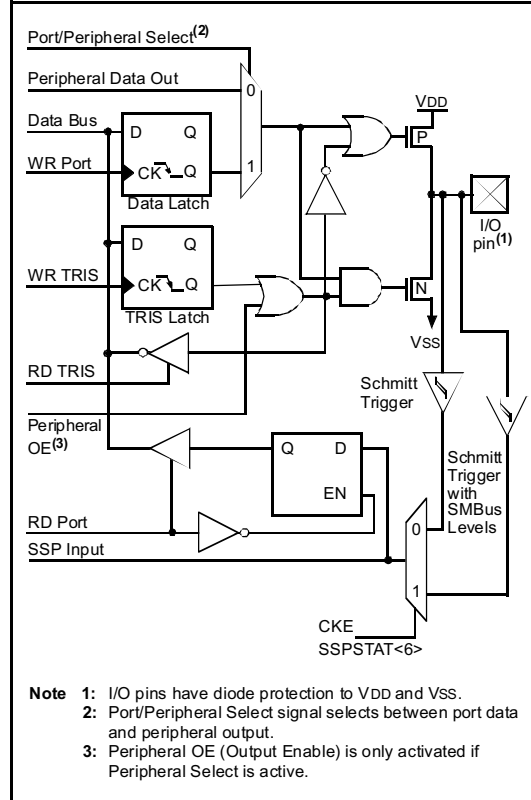 Port/Peripheral Select(2)
Peripheral Data Out
0
VDD
Data Bus
D Q
P
WR Port
CK Q
1
Data Latch
I/O
pin(1)
D Q
WR TRIS
CK Q
N
TRIS Latch
VSS
RD TRIS
Schmitt
Trigger
Peripheral
OE(3)
Q D
Schmitt
Trigger
with
SMBus
Levels
EN
0
RD Port
SSP Input
1
CKE
SSPSTAT<6>
Note 1: I/O pins have diode protection to VDD and VSS.
2: Port/Peripheral Select signal selects between port data
and peripheral output.
3: Peripheral OE (Output Enable) is only activated if
Peripheral Select is active.